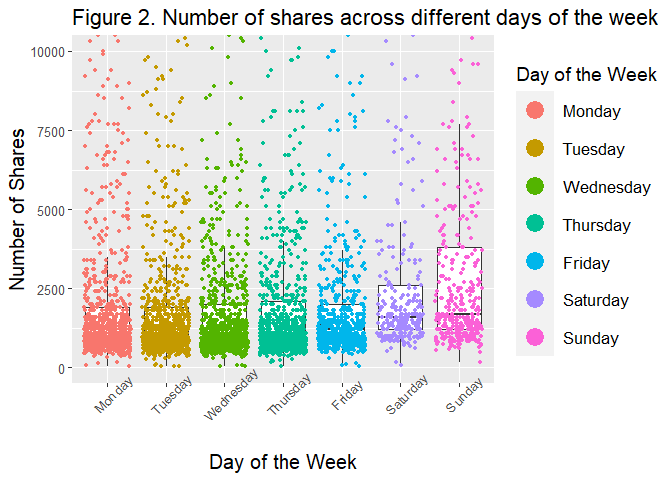 Figure 2. Number of shares across different days of the week
10000
7500
5000
2500
0
Number of Shares
Monday
Tuesday
Wednesday
Thursday
Friday
Saturday
Sunday
Day of the Week
Day of the Week
Monday
Tuesday
Wednesday
Thursday
Friday
Saturday
Sunday